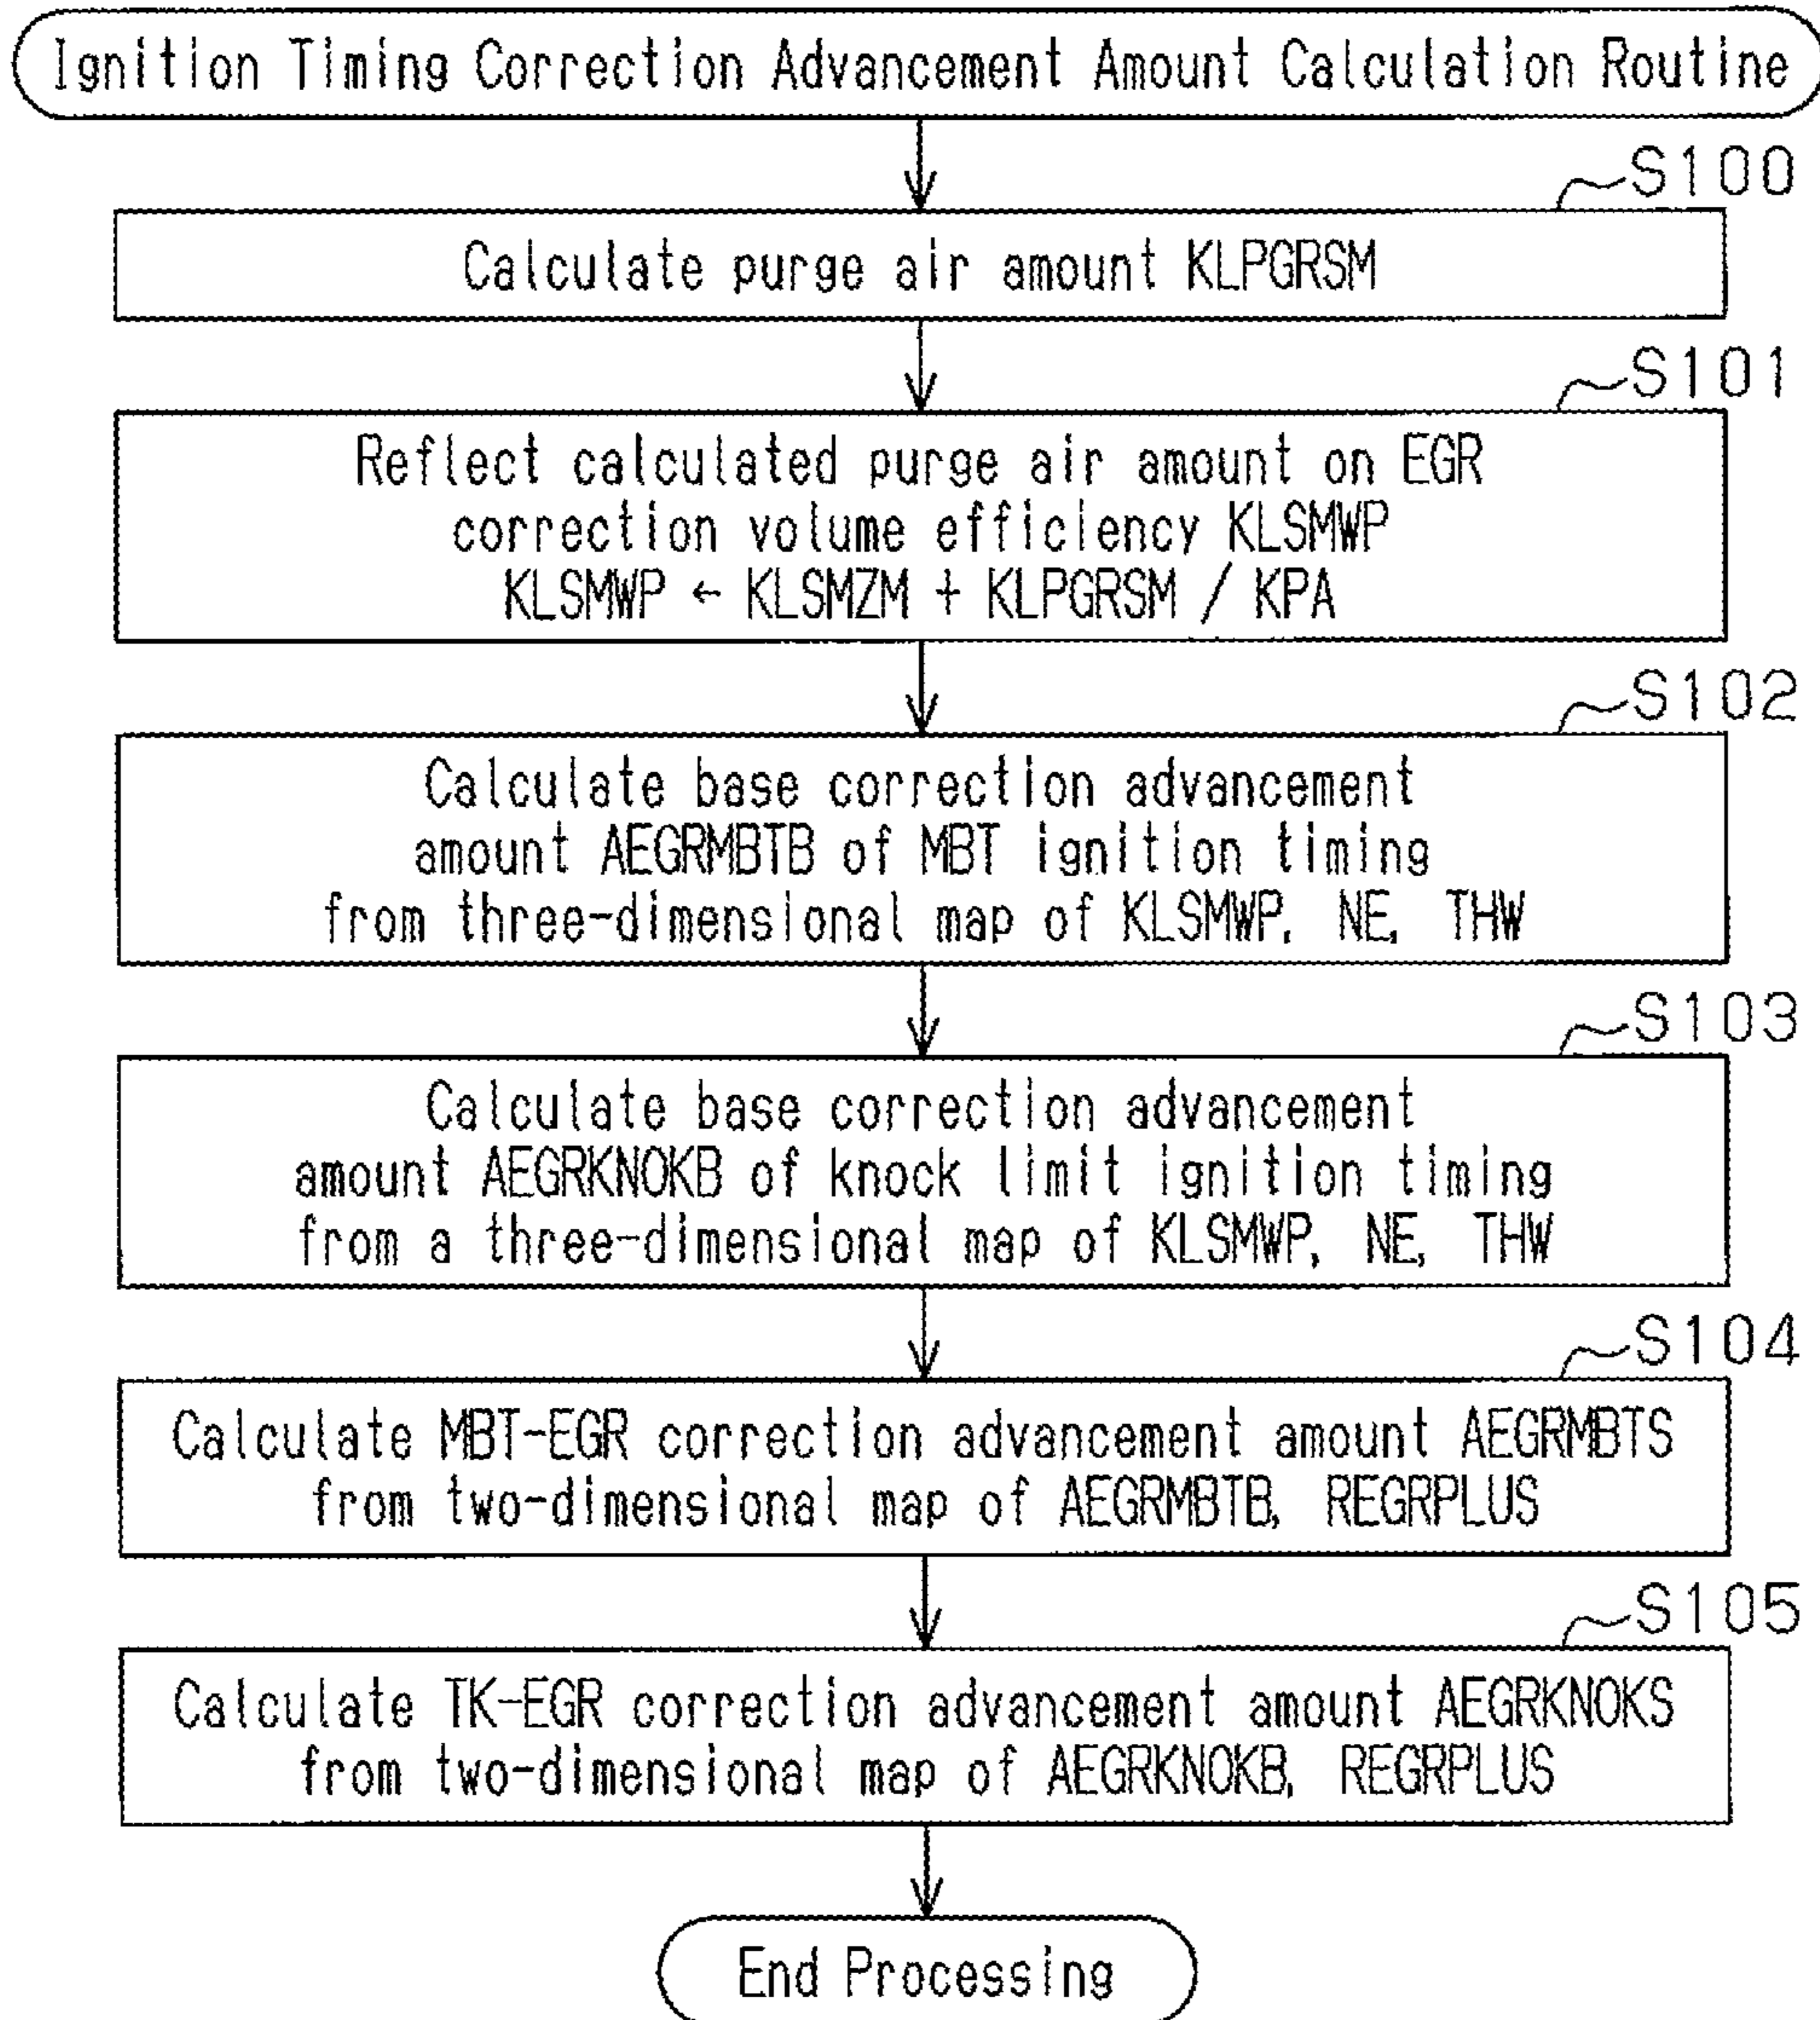 Ignition Timing Correction Advancement Amount Calculation Routine
S100
Calculate purge air amount KLPGRSM
S101
Reflect calculated purge air amount on EGR
correction volume efficiency KLSMWP
KLSMWP ← KLSMZM + KLPGRSM / KPA
S102
Calculate base correction advancement
amount AEGRMBTB of MBT ignition timing
from three-dimensional map of KLSMWP, NE, THW
S103
Calculate base correction advancement
amount AEGRKNOKB of knock limit ignition timing
from a three-dimensional map of KLSMWP, NE, THW
S104
Calculate MBT-EGR correction advancement amount AEGRMBTS
from two-dimensional map of AEGRMBTB, REGRPLUS
S105
Calculate TK-EGR correction advancement amount AEGRKNOKS
from two-dimensional map of AEGRKNOKB, REGRPLUS
End Processing